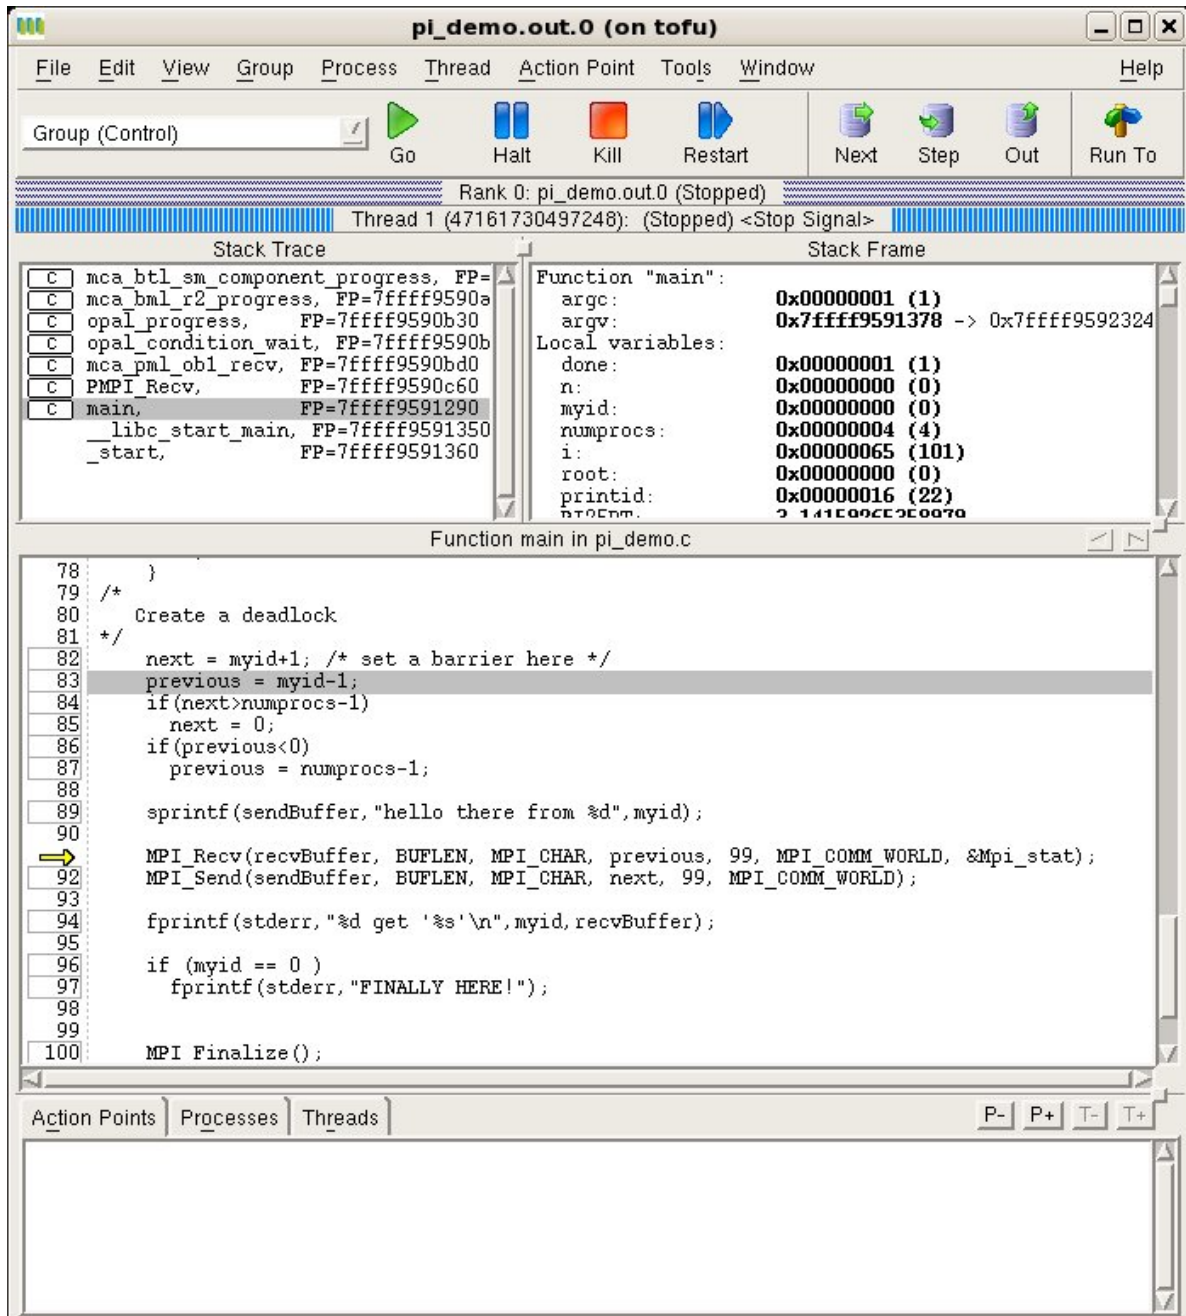 pi_demo.out.0 (on tofu)
File Edit View Group Process Thread Action Point Tools Window Help
Group (Control) Go Halt Kill Restart Next Step Out Run To
Rank 0: pi_demo.out.0 (Stopped)
Thread 1 (47161730497248): (Stopped) <Stop Signal>
Stack Trace
C mca_btl_sm_component_progress, FP=
C mca_bml_r2_progress, FP=7ffff9590a
C opal_progress, FP=7ffff9590b30
C opal_condition_wait, FP=7ffff9590b
C mca_pml_ob1_recv, FP=7ffff9590bd0
C PMPI_Recv, FP=7ffff9590c60
C main, FP=7ffff9591290
__libc_start_main, FP=7ffff9591350
_start, FP=7ffff9591360
Stack Frame
Function "main":
argc: 0x00000001 (1)
argv: 0x7ffff9591378 -> 0x7ffff9592324
Local variables:
done: 0x00000001 (1)
n: 0x00000000 (0)
myid: 0x00000000 (0)
numprocs: 0x00000004 (4)
i: 0x00000065 (101)
root: 0x00000000 (0)
printid: 0x00000016 (22)
PI25DT: 3.14159265358979
Function main in pi_demo.c
78 }
79 /*
80 Create a deadlock
81 */
82 next = myid+1; /* set a barrier here */
83 previous = myid-1;
84 if(next>numprocs-1)
85 next = 0;
86 if(previous<0)
87 previous = numprocs-1;
88
89 sprintf(sendBuffer,"hello there from %d",myid);
90
MPI_Recv(recvBuffer, BUFLEN, MPI_CHAR, previous, 99, MPI_COMM_WORLD, &Mpi_stat);
92 MPI_Send(sendBuffer, BUFLEN, MPI_CHAR, next, 99, MPI_COMM_WORLD);
93
94 fprintf(stderr,"%d get '%s'\n",myid,recvBuffer);
95
96 if (myid == 0 )
97 fprintf(stderr,"FINALLY HERE!");
98
99
100 MPI_Finalize();
Action Points Processes Threads P- P+ T- T+